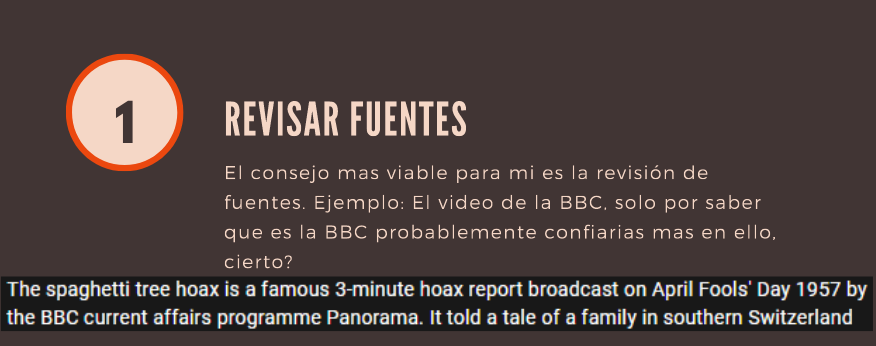 1
REVISAR FUENTES
El consejo mas viable para mi es la revisión de
fuentes. Ejemplo: El video de la BBC, solo por saber
que es la BBC probablemente confiarias mas en ello,
cierto?
The spaghetti tree hoax is a famous 3-minute hoax report broadcast on April Fools' Day 1957 by
the BBC current affairs programme Panorama. It told a tale of a family in southern Switzerland